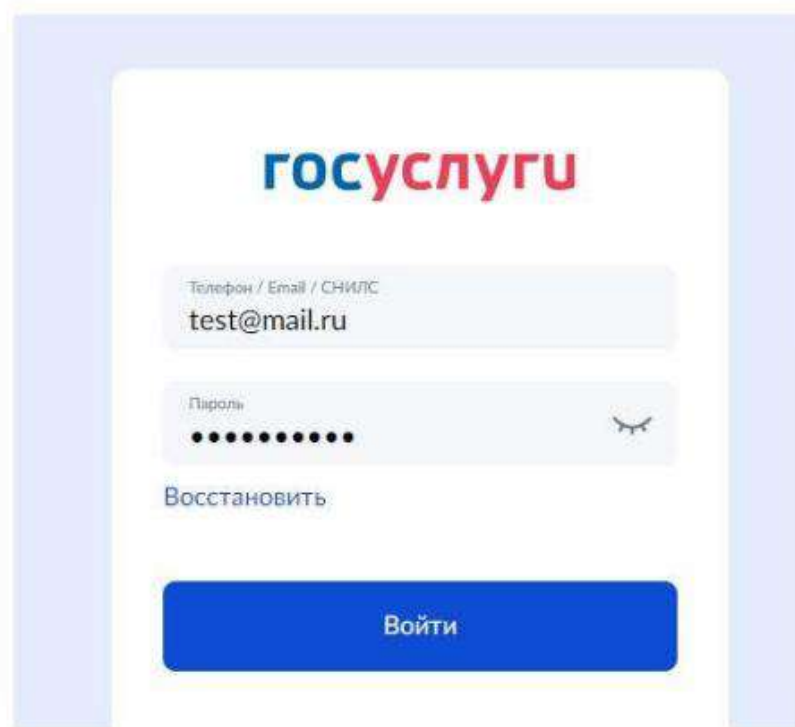 госуслуги
Телефон / Email / СНИЛС
test@mail.ru
Пароль
••••••••••
Восстановить
Войти